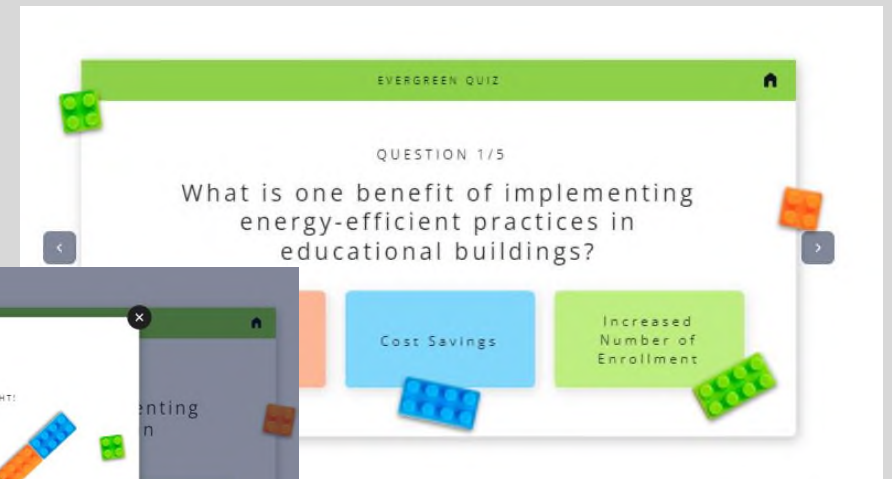 EVERGREEN QUIZ
QUESTION 1/5
What is one benefit of implementing
energy-efficient practices in
educational buildings?
Cost Savings
Increased
Number of
Enrollment
HT!
enting
n